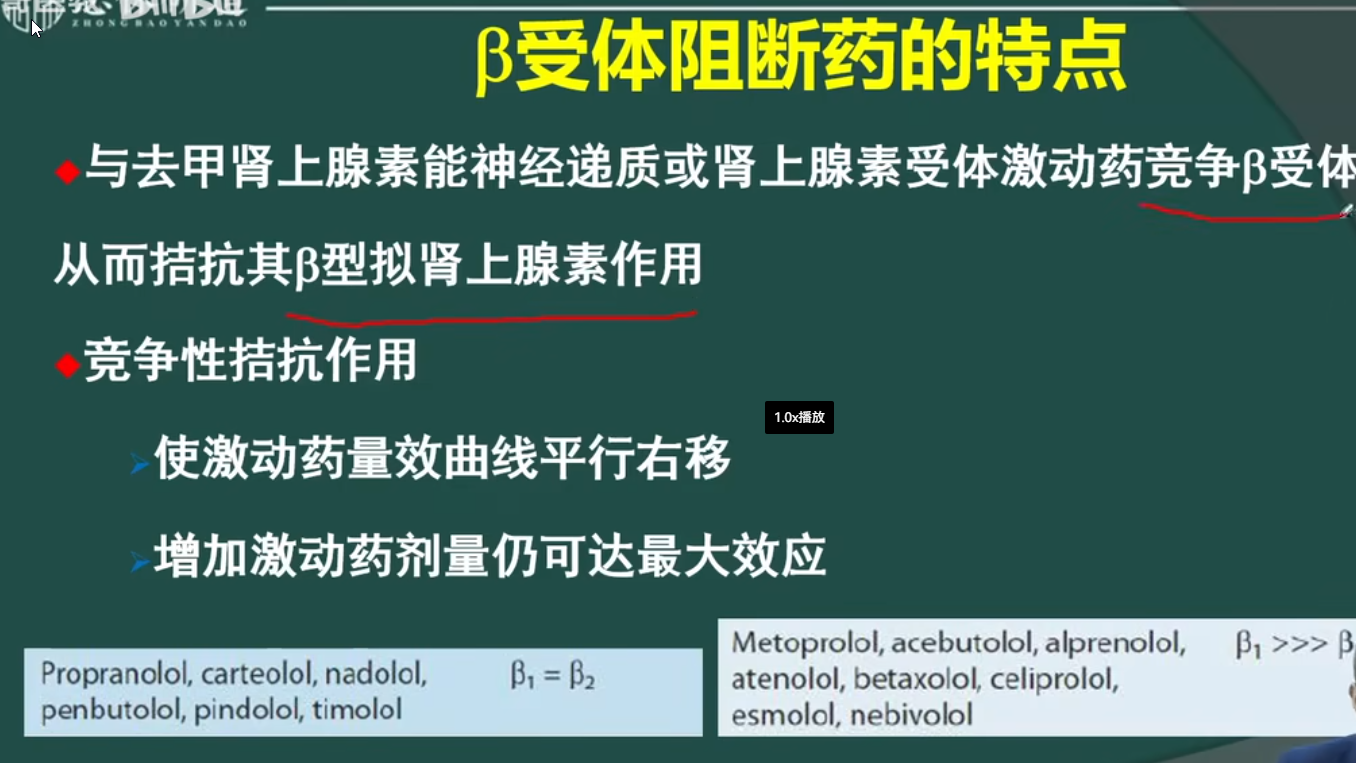 ZHONGBAOYANDAO
β受体阻断药的特点
与去甲肾上腺素能神经递质或肾上腺素受体激动药竞争β受体
从而拮抗其β型拟肾上腺素作用
竞争性拮抗作用
1.0x播放
使激动药量效曲线平行右移
增加激动药剂量仍可达最大效应
Propranolol, carteolol, nadolol, β₁ = β₂
penbutolol, pindolol, timolol
Metoprolol, acebutolol, alprenolol, β₁ >>> β
atenolol, betaxolol, celiprolol,
esmolol, nebivolol